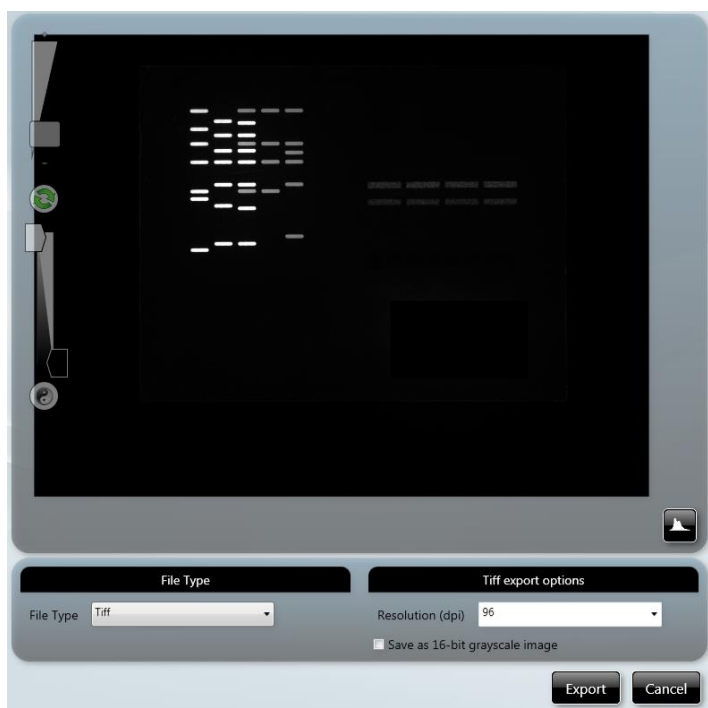 File Type
Tiff export options
File Type Tiff
Resolution (dpi) 96
Save as 16-bit grayscale image
Export Cancel